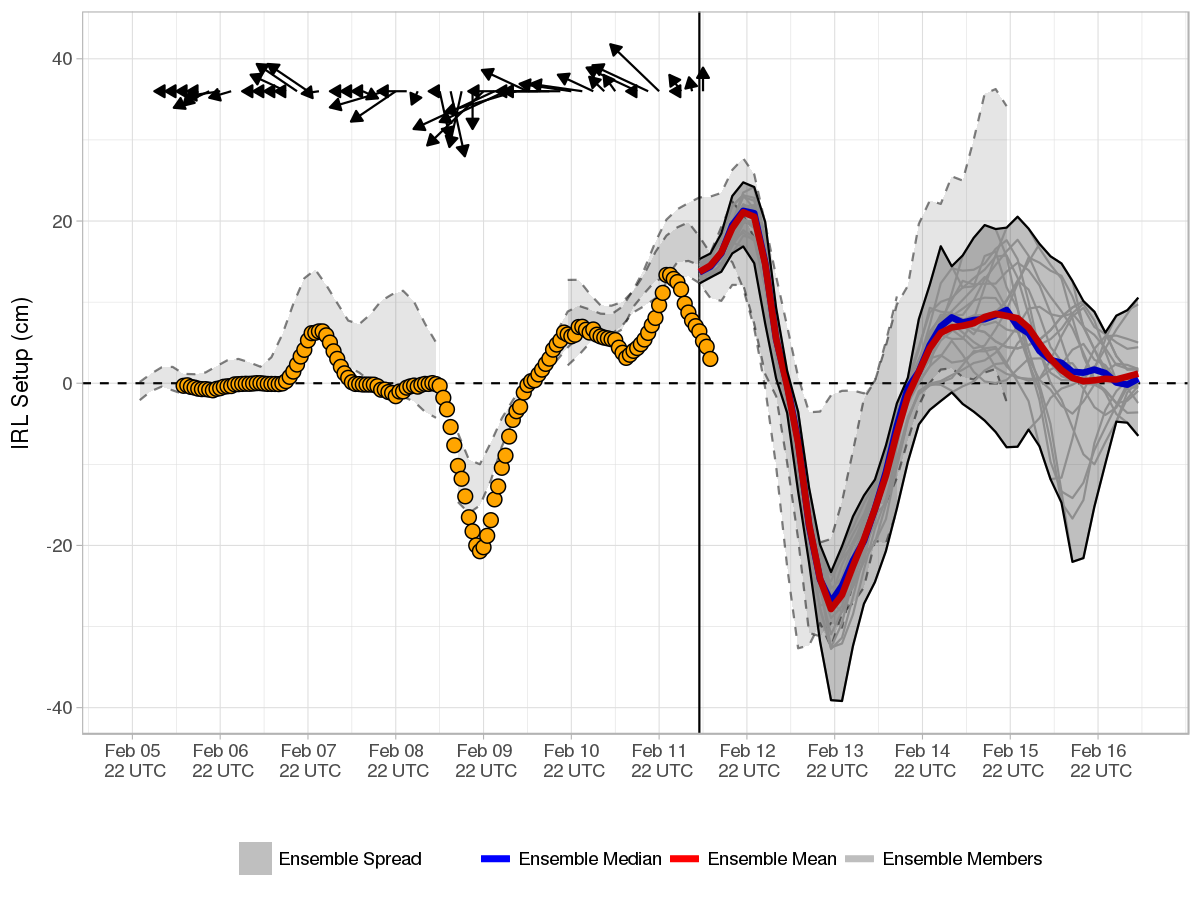 IRL Setup (cm)
40
20
0
-20
-40
Feb 05 Feb 06 Feb 07 Feb 08 Feb 09 Feb 10 Feb 11 Feb 12 Feb 13 Feb 14 Feb 15 Feb 16
22 UTC 22 UTC 22 UTC 22 UTC 22 UTC 22 UTC 22 UTC 22 UTC 22 UTC 22 UTC 22 UTC 22 UTC
Ensemble Spread Ensemble Median Ensemble Mean Ensemble Members